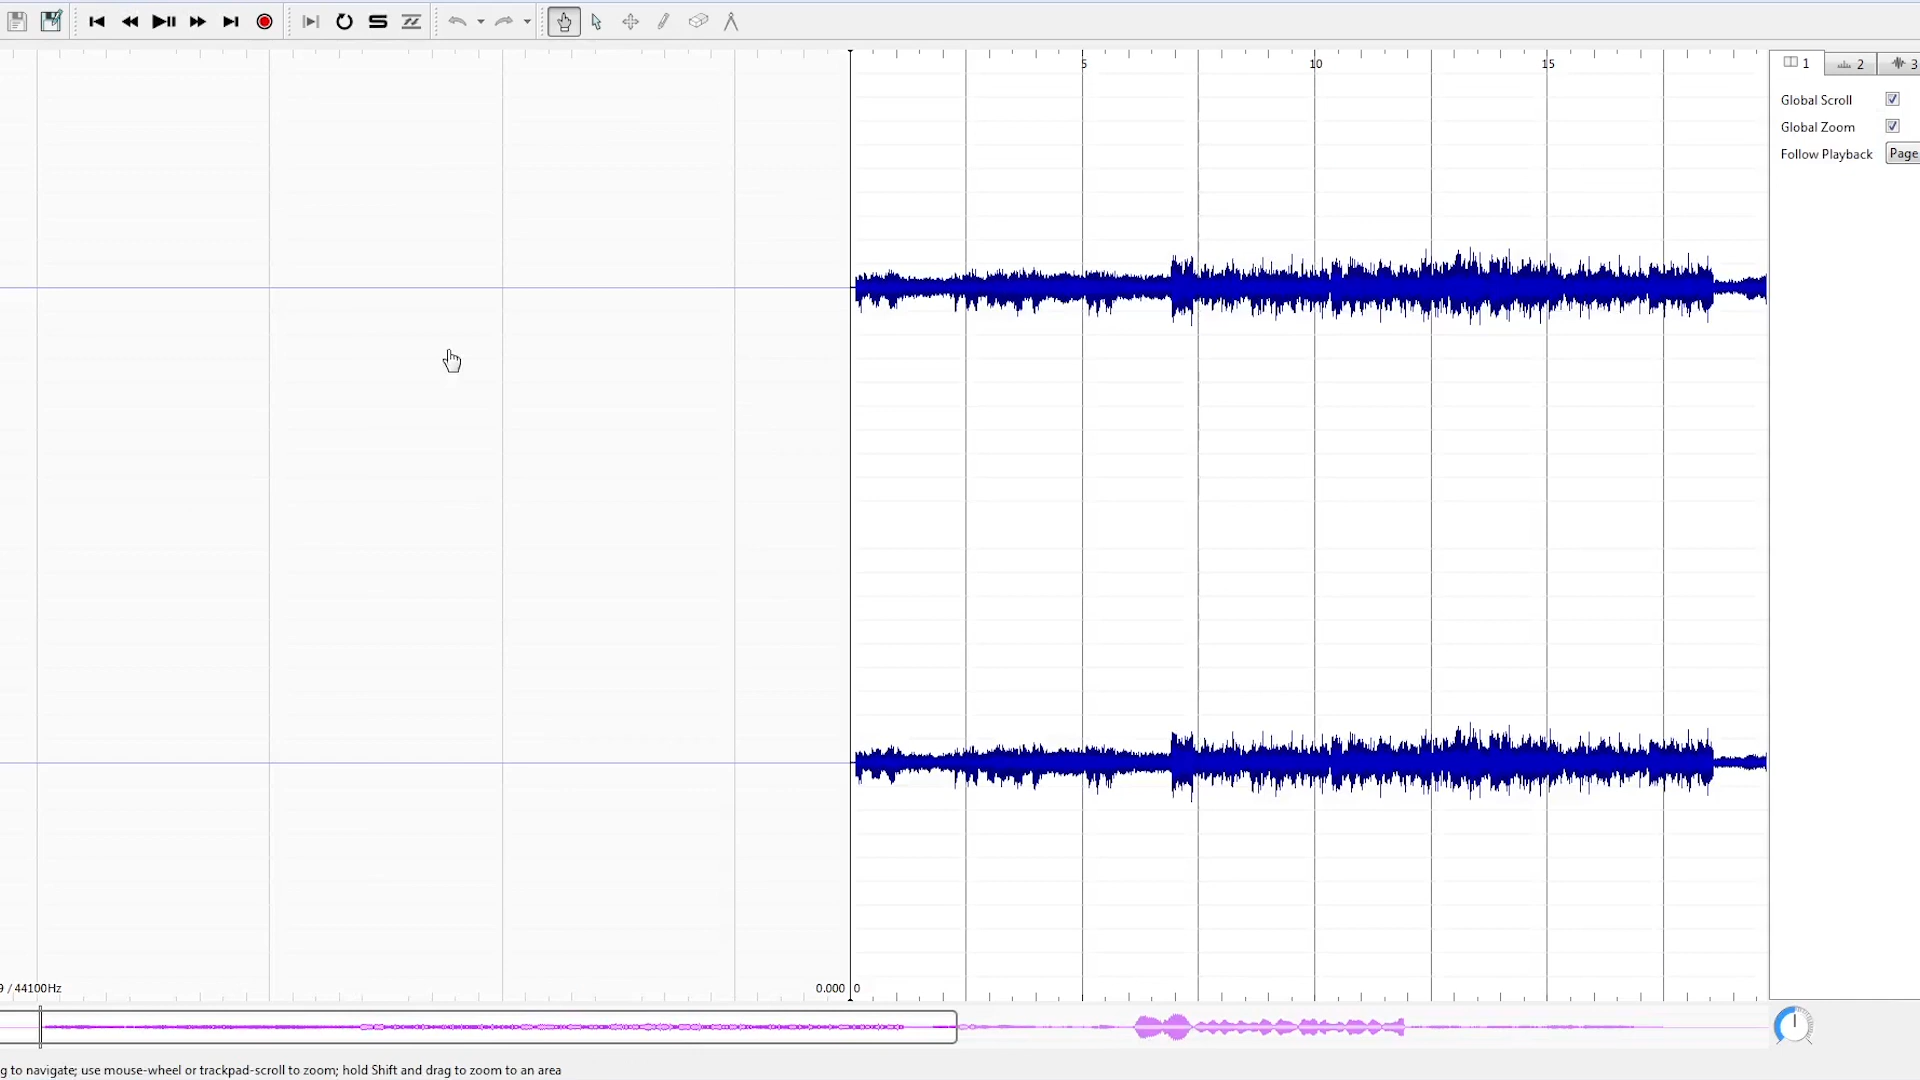 5
10
15
1
2
3
Global Scroll
Global Zoom
Follow Playback
Page
9 / 44100Hz
0.000
0
g to navigate; use mouse-wheel or trackpad-scroll to zoom; hold Shift and drag to zoom to an area